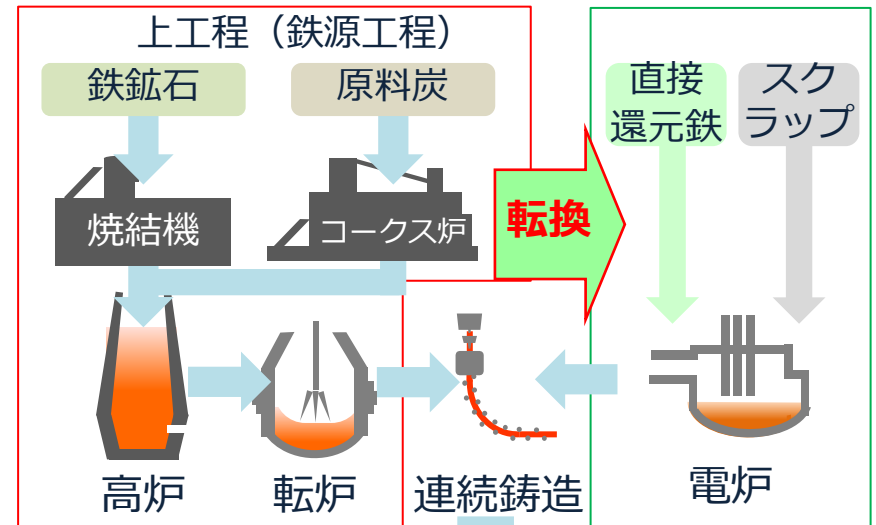 上工程（鉄源工程）
鉄鉱石
原料炭
焼結機
コークス炉
高炉
転炉
転換
連続鋳造
直接
還元鉄
スク
ラップ
電炉